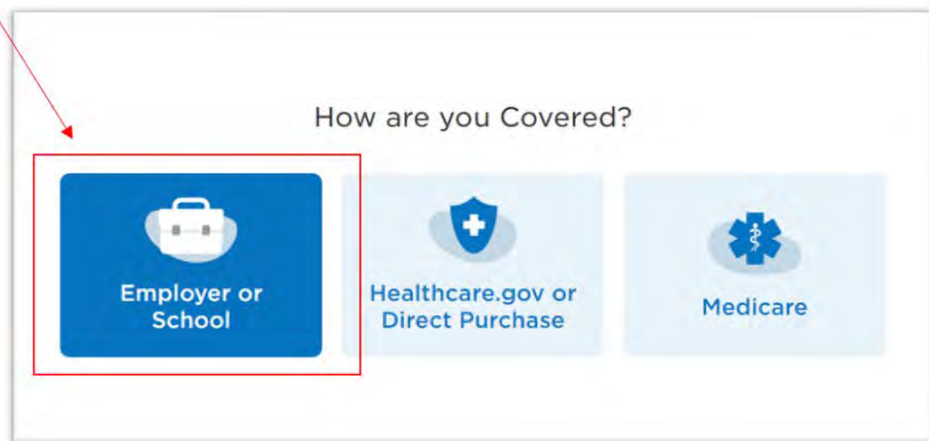 How are you Covered?
Employer or
School
Healthcare.gov or
Direct Purchase
Medicare